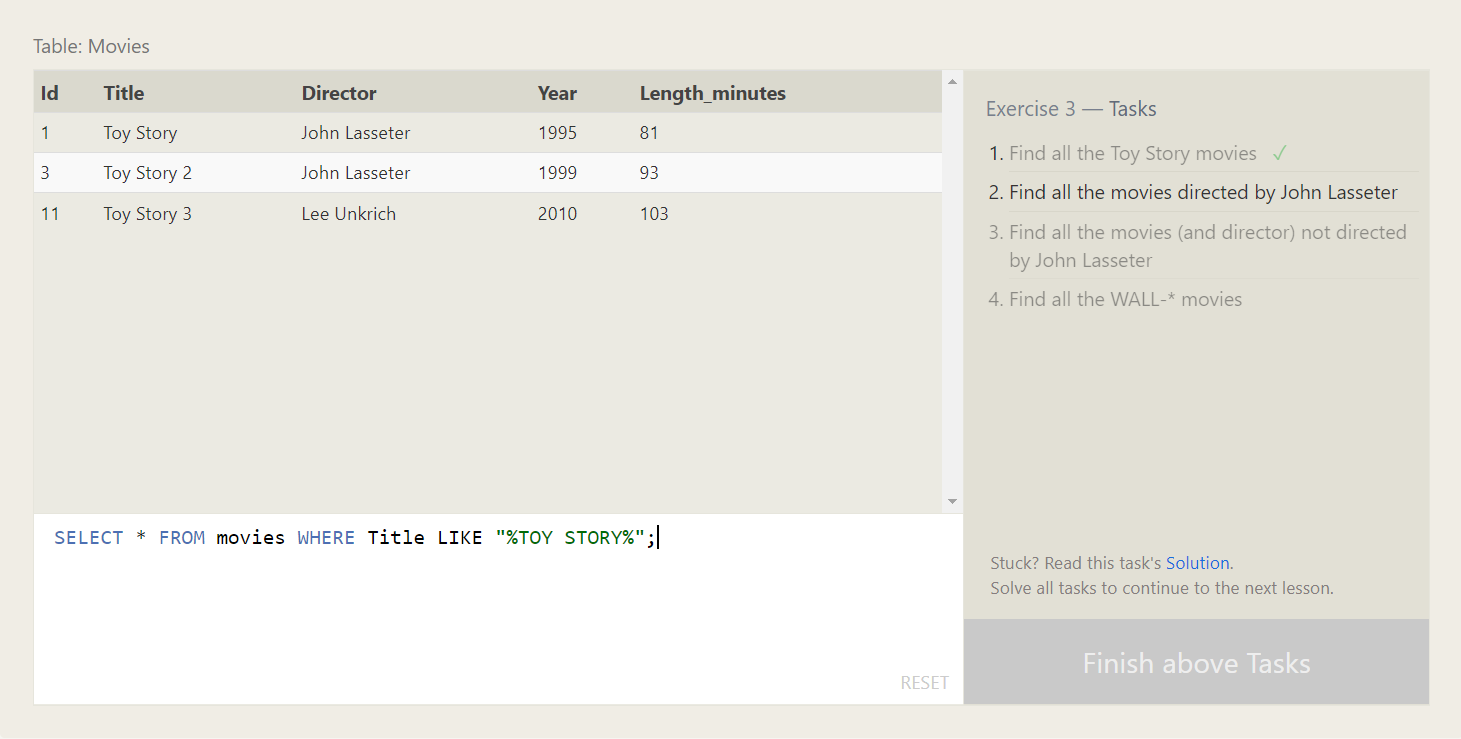 Table: Movies
Id Title Director Year Length_minutes
1 Toy Story John Lasseter 1995 81
3 Toy Story 2 John Lasseter 1999 93
11 Toy Story 3 Lee Unkrich 2010 103
SELECT * FROM movies WHERE Title LIKE "%TOY STORY%";
RESET
Exercise 3 — Tasks
1. Find all the Toy Story movies ✓
2. Find all the movies directed by John Lasseter
3. Find all the movies (and director) not directed
by John Lasseter
4. Find all the WALL-* movies
Stuck? Read this task's Solution.
Solve all tasks to continue to the next lesson.
Finish above Tasks